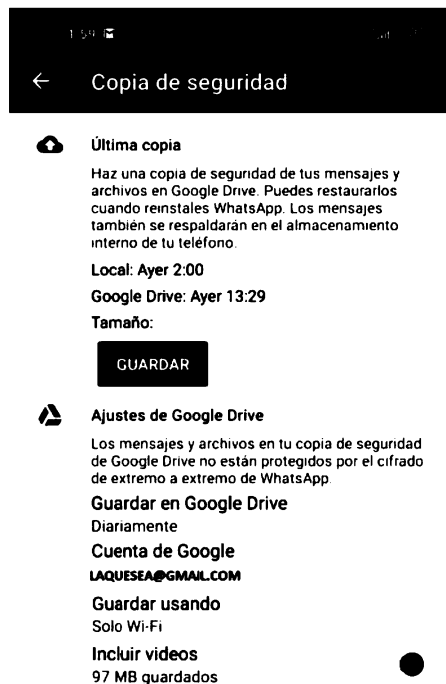 1:59
Copia de seguridad
Última copia
Haz una copia de seguridad de tus mensajes y
archivos en Google Drive. Puedes restaurarlos
cuando reinstales WhatsApp. Los mensajes
también se respaldarán en el almacenamiento
interno de tu teléfono.
Local: Ayer 2:00
Google Drive: Ayer 13:29
Tamaño:
GUARDAR
Ajustes de Google Drive
Los mensajes y archivos en tu copia de seguridad
de Google Drive no están protegidos por el cifrado
de extremo a extremo de WhatsApp.
Guardar en Google Drive
Diariamente
Cuenta de Google
LAQUESEA@GMAIL.COM
Guardar usando
Solo Wi-Fi
Incluir videos
97 MB guardados